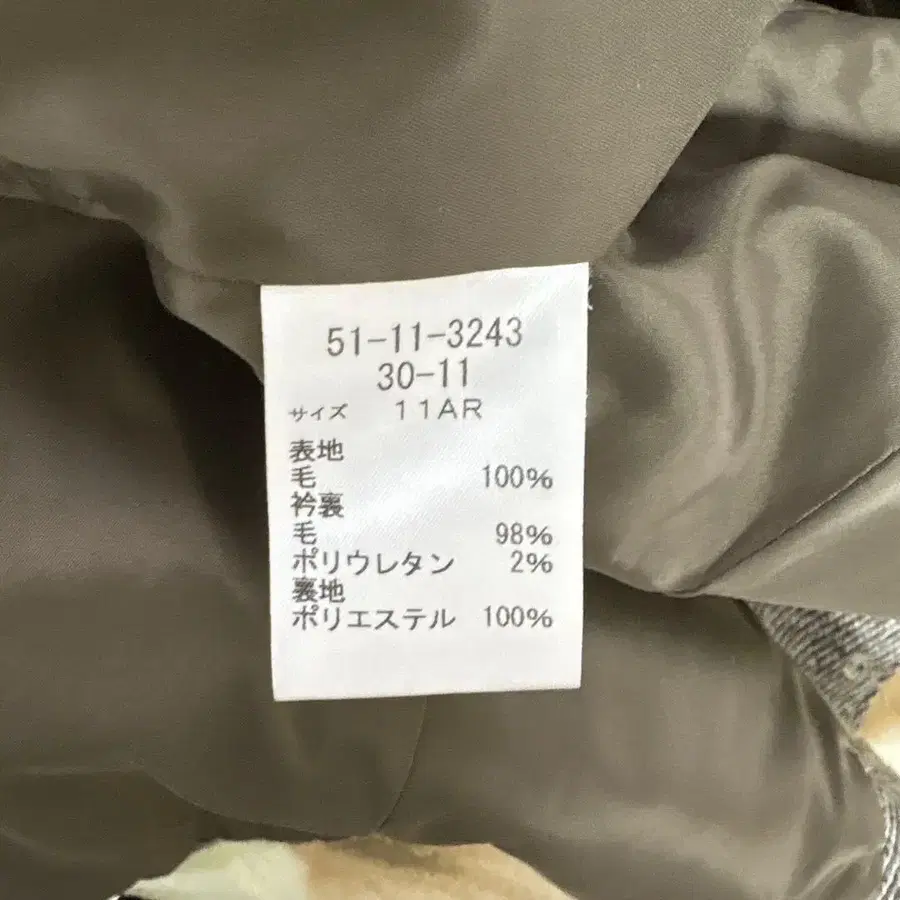 51-11-3243
30-11
サイズ 11AR
表地
毛 100%
衿裏
毛 98%
ポリウレタン 2%
裏地
ポリエステル 100%